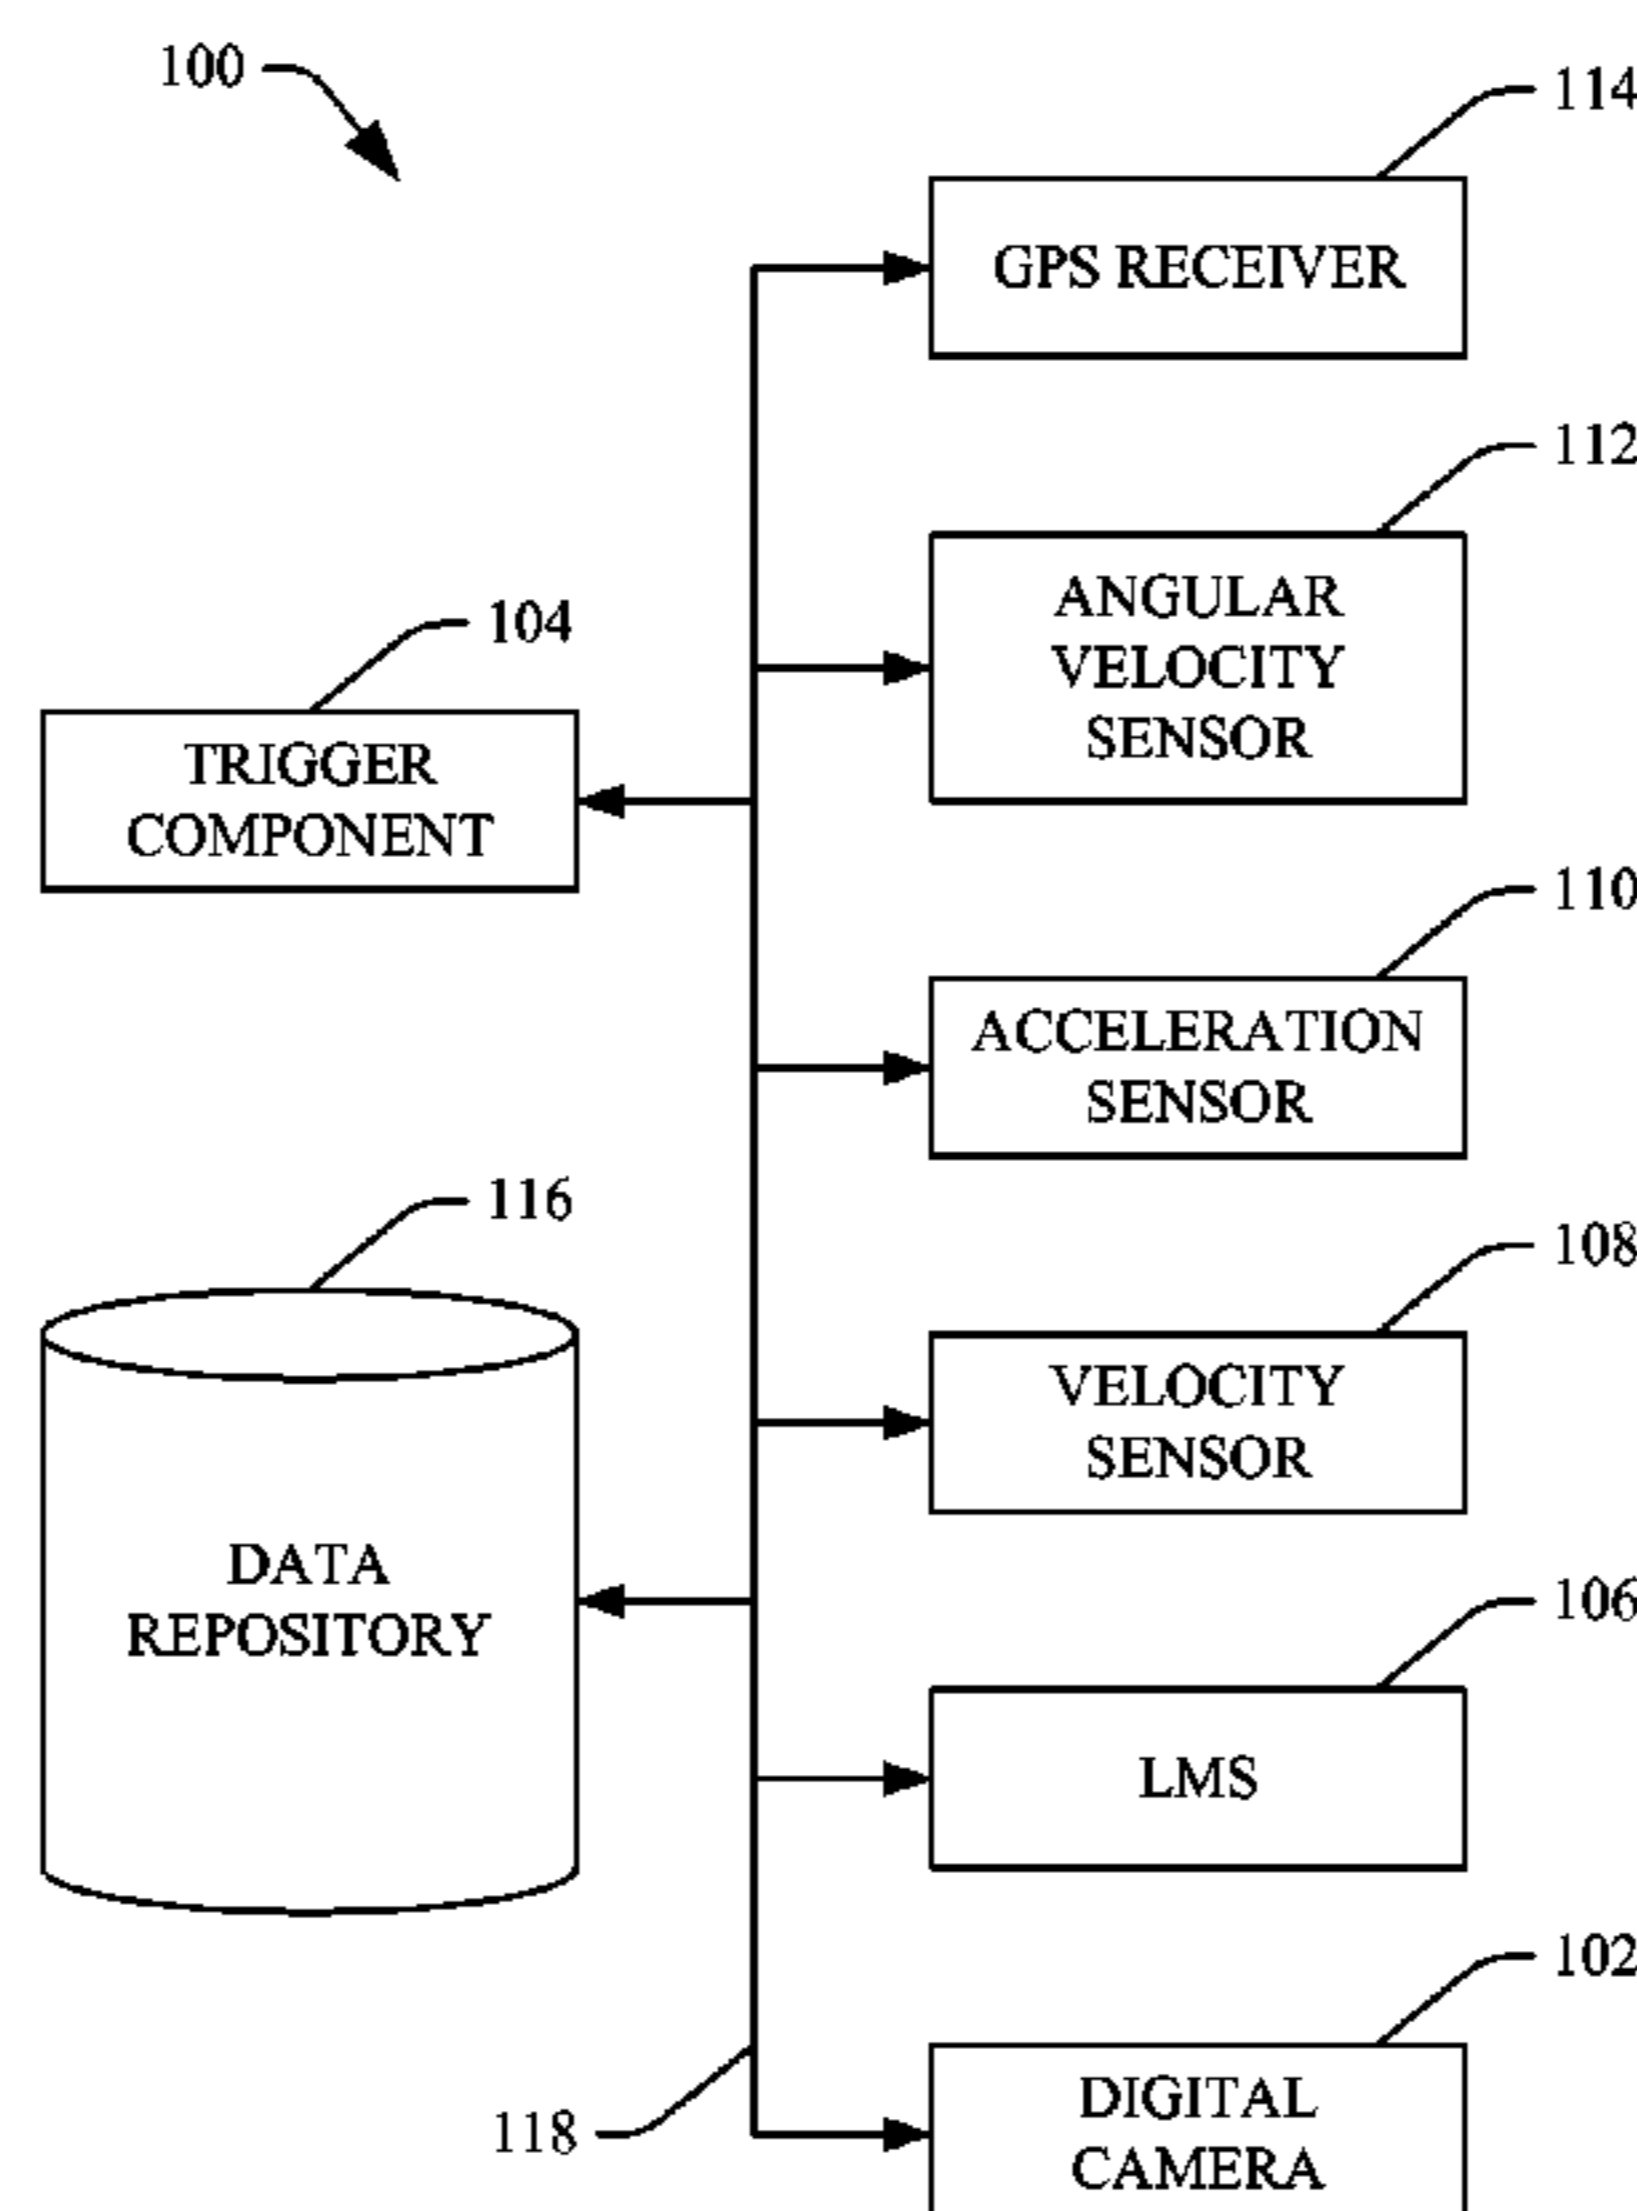 100
114
GPS RECEIVER
112
ANGULAR
VELOCITY
SENSOR
104
TRIGGER
COMPONENT
110
ACCELERATION
SENSOR
116
108
VELOCITY
SENSOR
DATA
REPOSITORY
106
LMS
102
118
DIGITAL
CAMERA